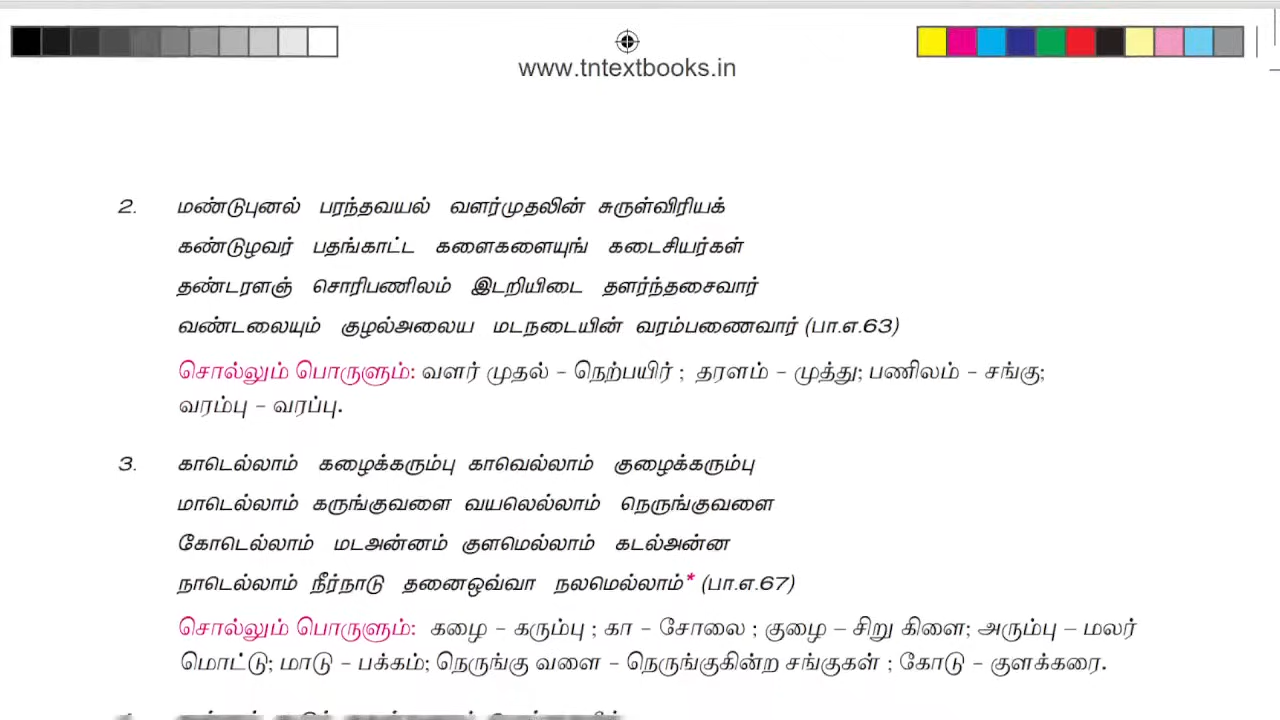 www.tntextbooks.in
2. மண்டுபுனல் பரந்தவயல் வளர்முதலின் சுருள்விரியக்
கண்டுழவர் பதங்காட்ட களைகளையுங் கடைசியர்கள்
தண்டரளஞ் சொரிபணிலம் இடறியிடை தளர்ந்தசைவார்
வண்டலையும் குழல்அலைய மடநடையின் வரம்பணைவார் (பா.எ.63)
சொல்லும் பொருளும்: வளர் முதல் – நெற்பயிர் ; தரளம் – முத்து; பணிலம் – சங்கு;
வரம்பு – வரப்பு.
3. காடெல்லாம் கழைக்கரும்பு காவெல்லாம் குழைக்கரும்பு
மாடெல்லாம் கருங்குவளை வயலெல்லாம் நெருங்குவளை
கோடெல்லாம் மடஅன்னம் குளமெல்லாம் கடல்அன்ன
நாடெல்லாம் நீர்நாடு தனைஒவ்வா நலமெல்லாம்* (பா.எ.67)
சொல்லும் பொருளும்: கழை – கரும்பு ; கா – சோலை ; குழை – சிறு கிளை; அரும்பு – மலர்
மொட்டு; மாடு – பக்கம்; நெருங்கு வளை – நெருங்குகின்ற சங்குகள் ; கோடு – குளக்கரை.